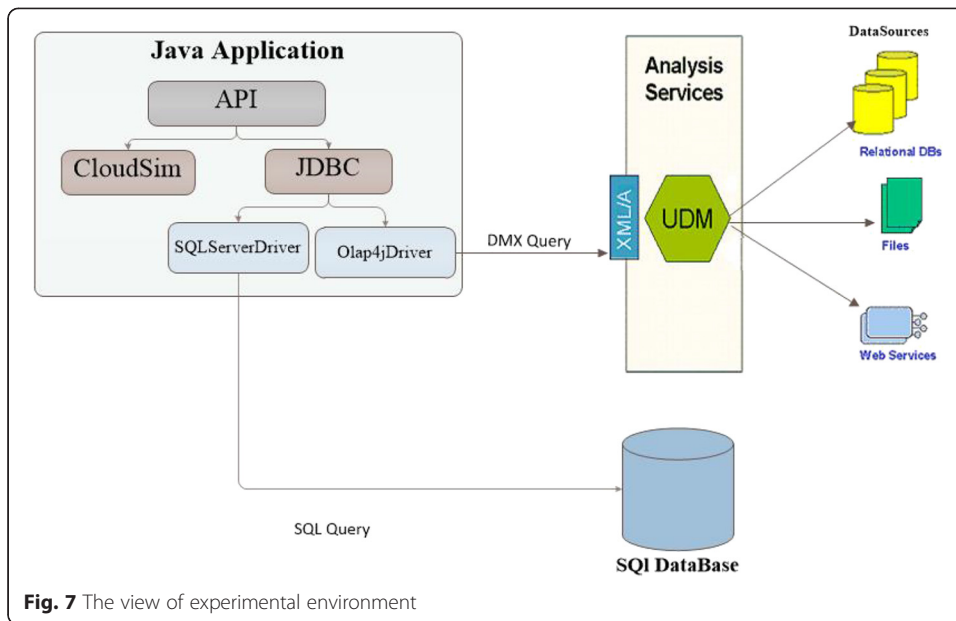 Java Application
API
CloudSim
JDBC
SQLServerDriver
Olap4jDriver
DMX Query
SQL Query
Analysis
Services
XML/A
UDM
DataSources
Relational DBs
Files
Web Services
SQl DataBase
Fig. 7 The view of experimental environment